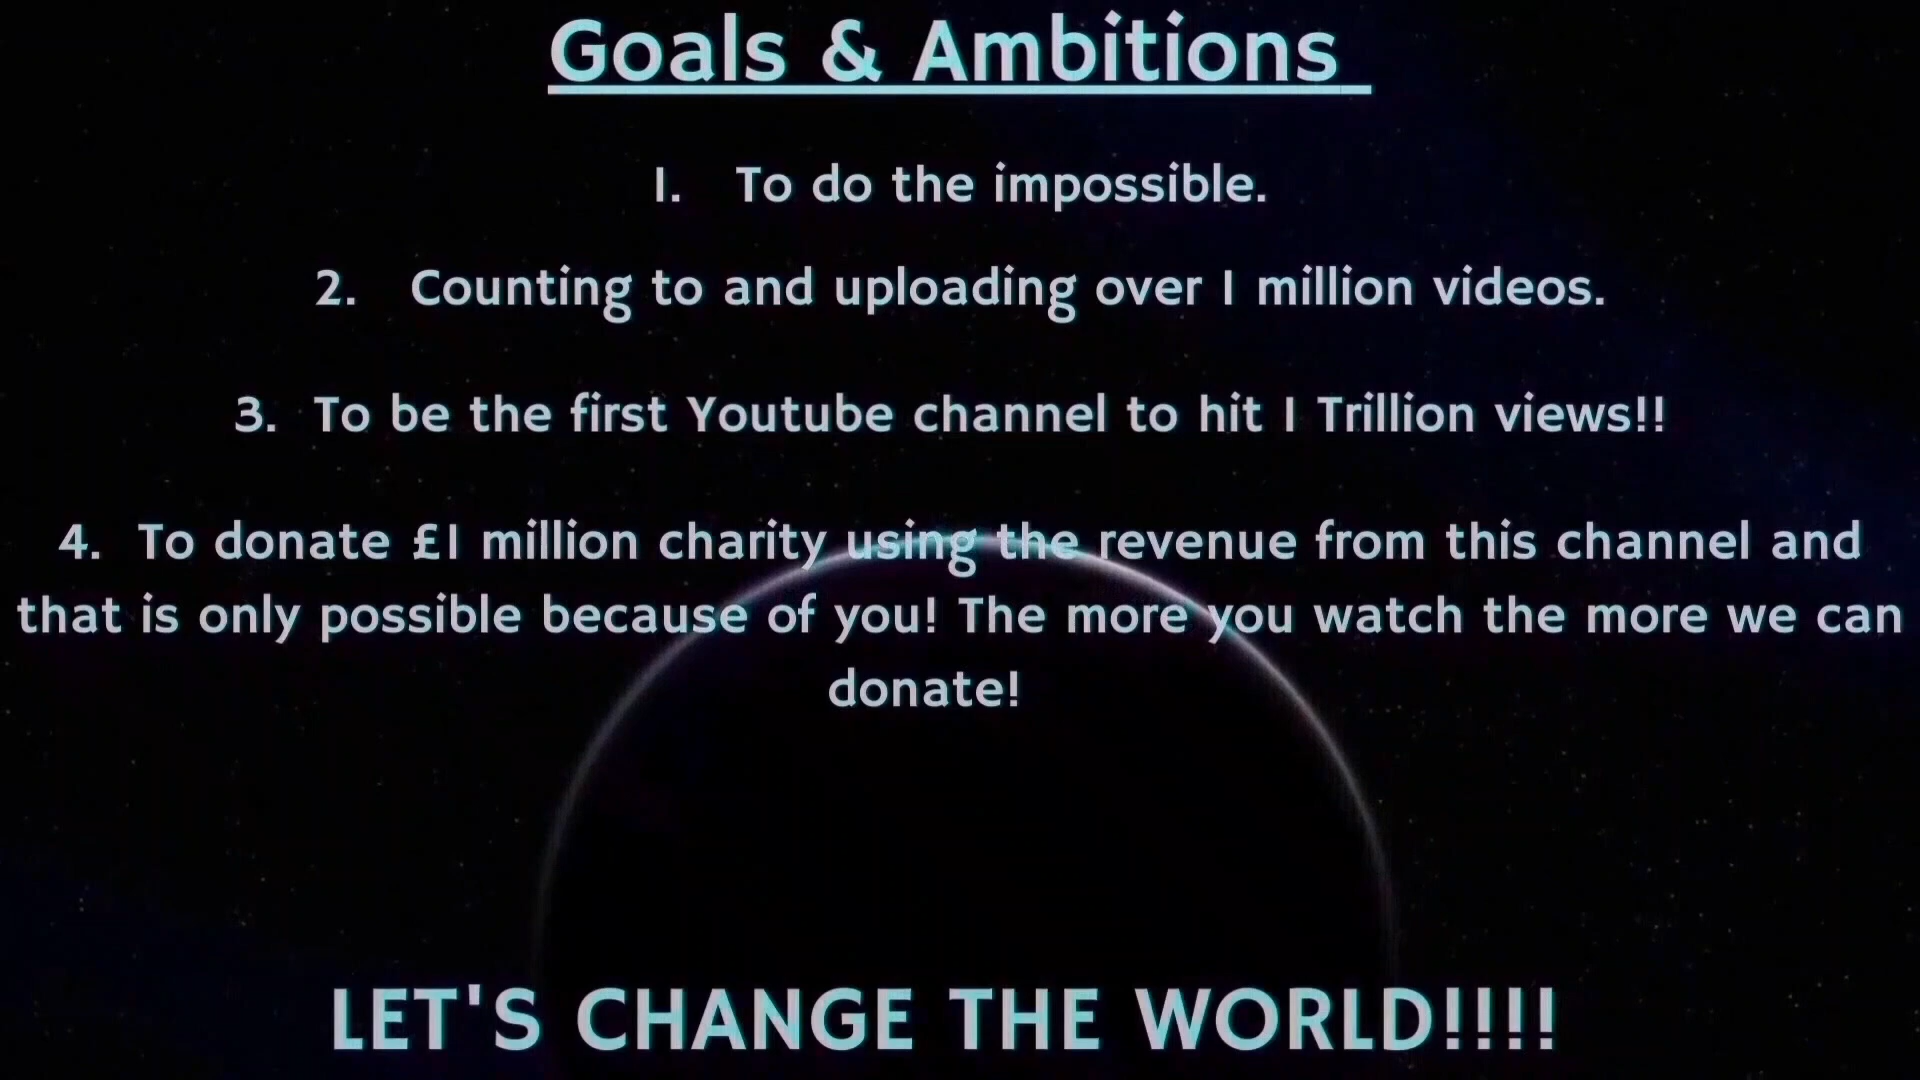 Goals & Ambitions
1. To do the impossible.
2. Counting to and uploading over 1 million videos.
3. To be the first Youtube channel to hit 1 Trillion views!!
4. To donate £1 million charity using the revenue from this channel and
that is only possible because of you! The more you watch the more we can
donate!
LET'S CHANGE THE WORLD!!!!